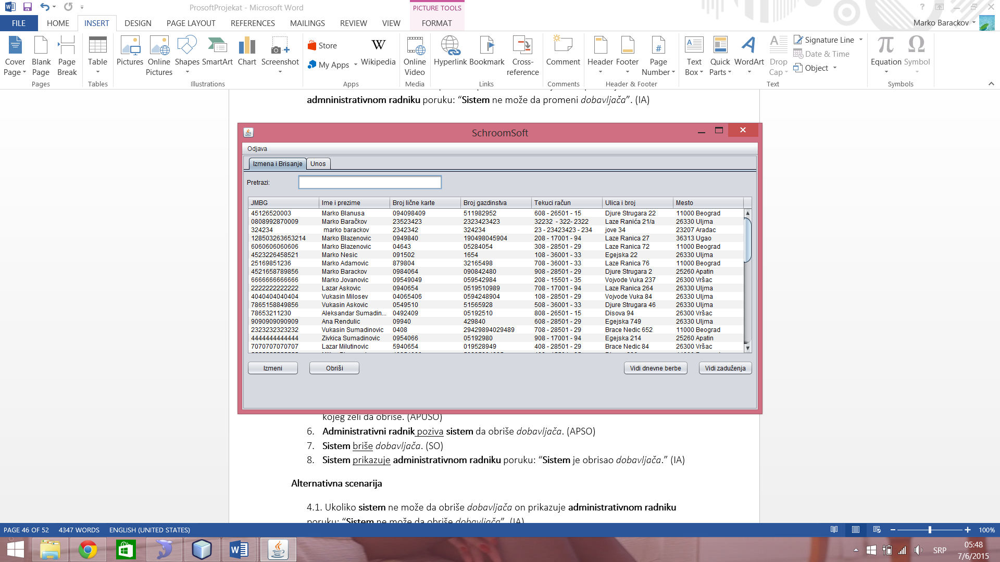 ProsoftProjekat - Microsoft Word
PICTURE TOOLS
FILE HOME INSERT DESIGN PAGE LAYOUT REFERENCES MAILINGS REVIEW VIEW FORMAT
Marko Barackov
Cover Page
Blank Page
Page Break
Pages
Table
Tables
Pictures
Online Pictures
Shapes
SmartArt
Chart
Screenshot
Illustrations
Store
My Apps
Wikipedia
Apps
Online Video
Media
Hyperlink
Bookmark
Cross-reference
Links
Comment
Comments
Header
Footer
Page Number
Header & Footer
Text Box
Quick Parts
WordArt
Drop Cap
Signature Line
Date & Time
Object
Text
Equation
Symbol
Symbols
admninistrativnom radniku poruku: “Sistem ne može da promeni dobavljača”. (IA)
SchroomSoft
Odjava
Izmena i Brisanje Unos
Pretrazi:
JMBG Ime i prezime Broj lične karte Broj gazdinstva Tekuci račun Ulica i broj Mesto
45126520003 Marko Blanusa 094098409 511982952 608 - 26501 - 15 Djure Strugara 22 11000 Beograd
0808992870009 Marko Baračkov 23523423 2323423423 32232 - 322- 2322 Laze Ranića 21/a 26330 Uljma
324234 marko barackov 2342342 324234 23 - 23423423 - 234 jove 34 23207 Aradac
128503263653214 Marko Blazenovic 0949840 190498045904 208 - 17001 - 94 Laze Ranica 27 36313 Ugao
6060606060606 Marko Blazenovic 04643 05284054 308 - 28501 - 29 Laze Ranica 72 11000 Beograd
4523226458521 Marko Nesic 091502 1654 108 - 36001 - 33 Egejska 22 26330 Uljma
25169851236 Marko Adamovic 879804 32165498 708 - 36001 - 33 Laze Ranica 76 11000 Beograd
4521658789856 Marko Barackov 0984064 090842480 908 - 28501 - 29 Djure Strugara 2 25260 Apatin
6666666666666 Marko Jovanovic 09549049 059542984 208 - 15501 - 35 Vojvode Vuka 237 26300 Vršac
2222222222222 Lazar Askovic 0940654 0519510989 708 - 17001 - 94 Laze Ranica 264 26330 Uljma
4040404040404 Vukasin Milosev 04065406 0594248904 108 - 28501 - 29 Vojvode Vuka 84 26330 Uljma
7865158849856 Vukasin Askovic 0549510 51565928 508 - 36001 - 33 Djure Strugara 46 26330 Uljma
78653211230 Aleksandar Sumadin... 0492409 05192510 808 - 26501 - 15 Disova 94 26300 Vršac
9090909090909 Ana Rendulic 09940 429840 608 - 28501 - 29 Egejska 749 26330 Uljma
2323232323232 Vukasin Sumadinovic 0408 29429894029489 708 - 28501 - 29 Brace Nedic 652 11000 Beograd
4444444444444 Zivkica Sumadinovic 0954066 05192980 908 - 17001 - 94 Egejska 214 25260 Apatin
7070707070707 Lazar Milutinovic 5940654 019528949 408 - 28501 - 29 Brace Nedic 84 26300 Vršac
Izmeni Obriši Vidi dnevne berbe Vidi zaduženja
kojeg želi da obriše. (APUSO)
6. Administrativni radnik poziva sistem da obriše dobavljača. (APSO)
7. Sistem briše dobavljača. (SO)
8. Sistem prikazuje administrativnom radniku poruku: “Sistem je obrisao dobavljača.” (IA)
Alternativna scenarija
4.1. Ukoliko sistem ne može da obriše dobavljača on prikazuje administrativnom radniku
poruku: “Sistem ne može da obriše dobavljača”. (IA)
PAGE 46 OF 52 4347 WORDS ENGLISH (UNITED STATES) 100%
SRP
05:48
7/6/2015